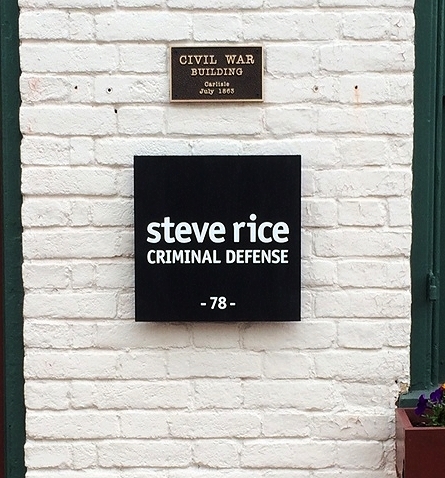 CIVIL WAR
BUILDING
Carlisle
July 1863
steve rice
CRIMINAL DEFENSE
- 78 -